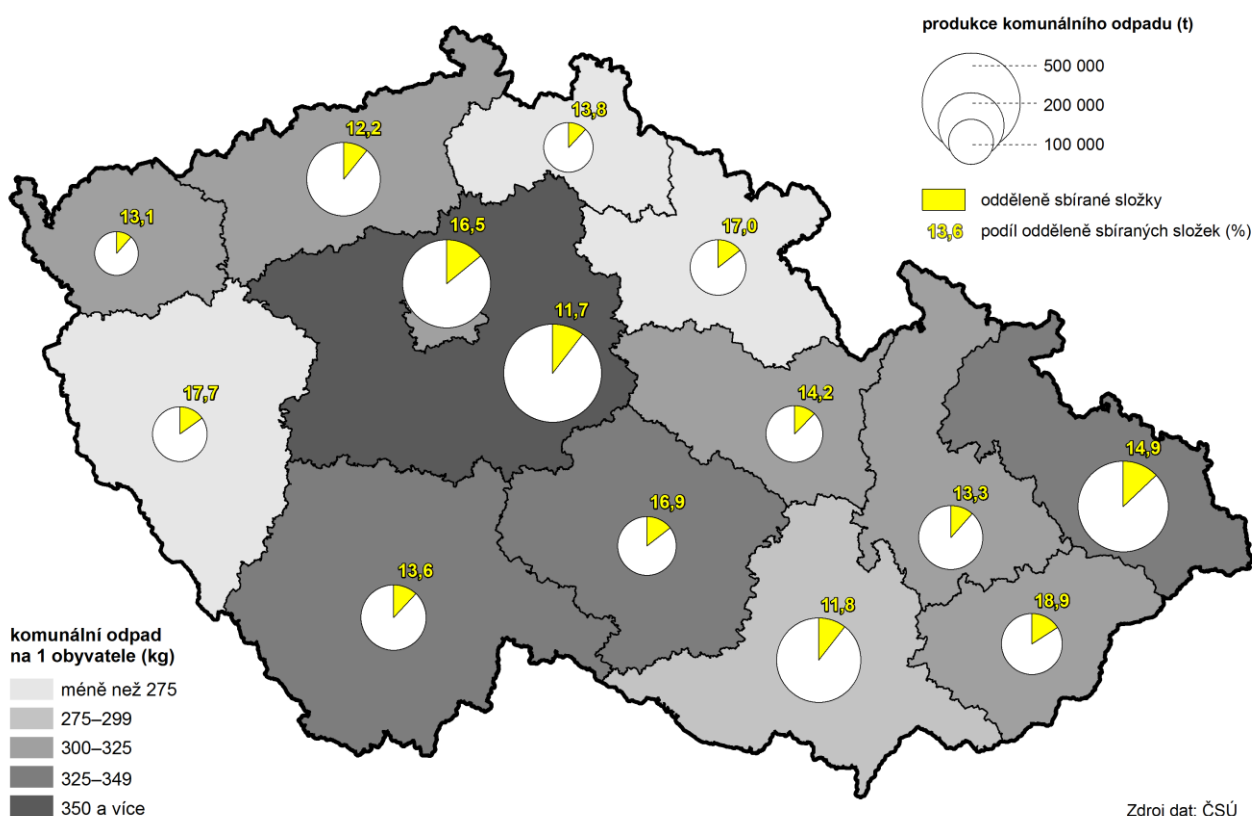 produkce komunálního odpadu (t)
500 000
200 000
100 000
odděleně sbírané složky
13,6 podíl odděleně sbíraných složek (%)
13,8
12,2
13,1
16,5
17,0
11,7
17,7
14,2
14,9
16,9
13,3
13,6
11,8
18,9
komunální odpad
na 1 obyvatele (kg)
méně než 275
275–299
300–325
325–349
350 a více
Zdroj dat: ČSÚ